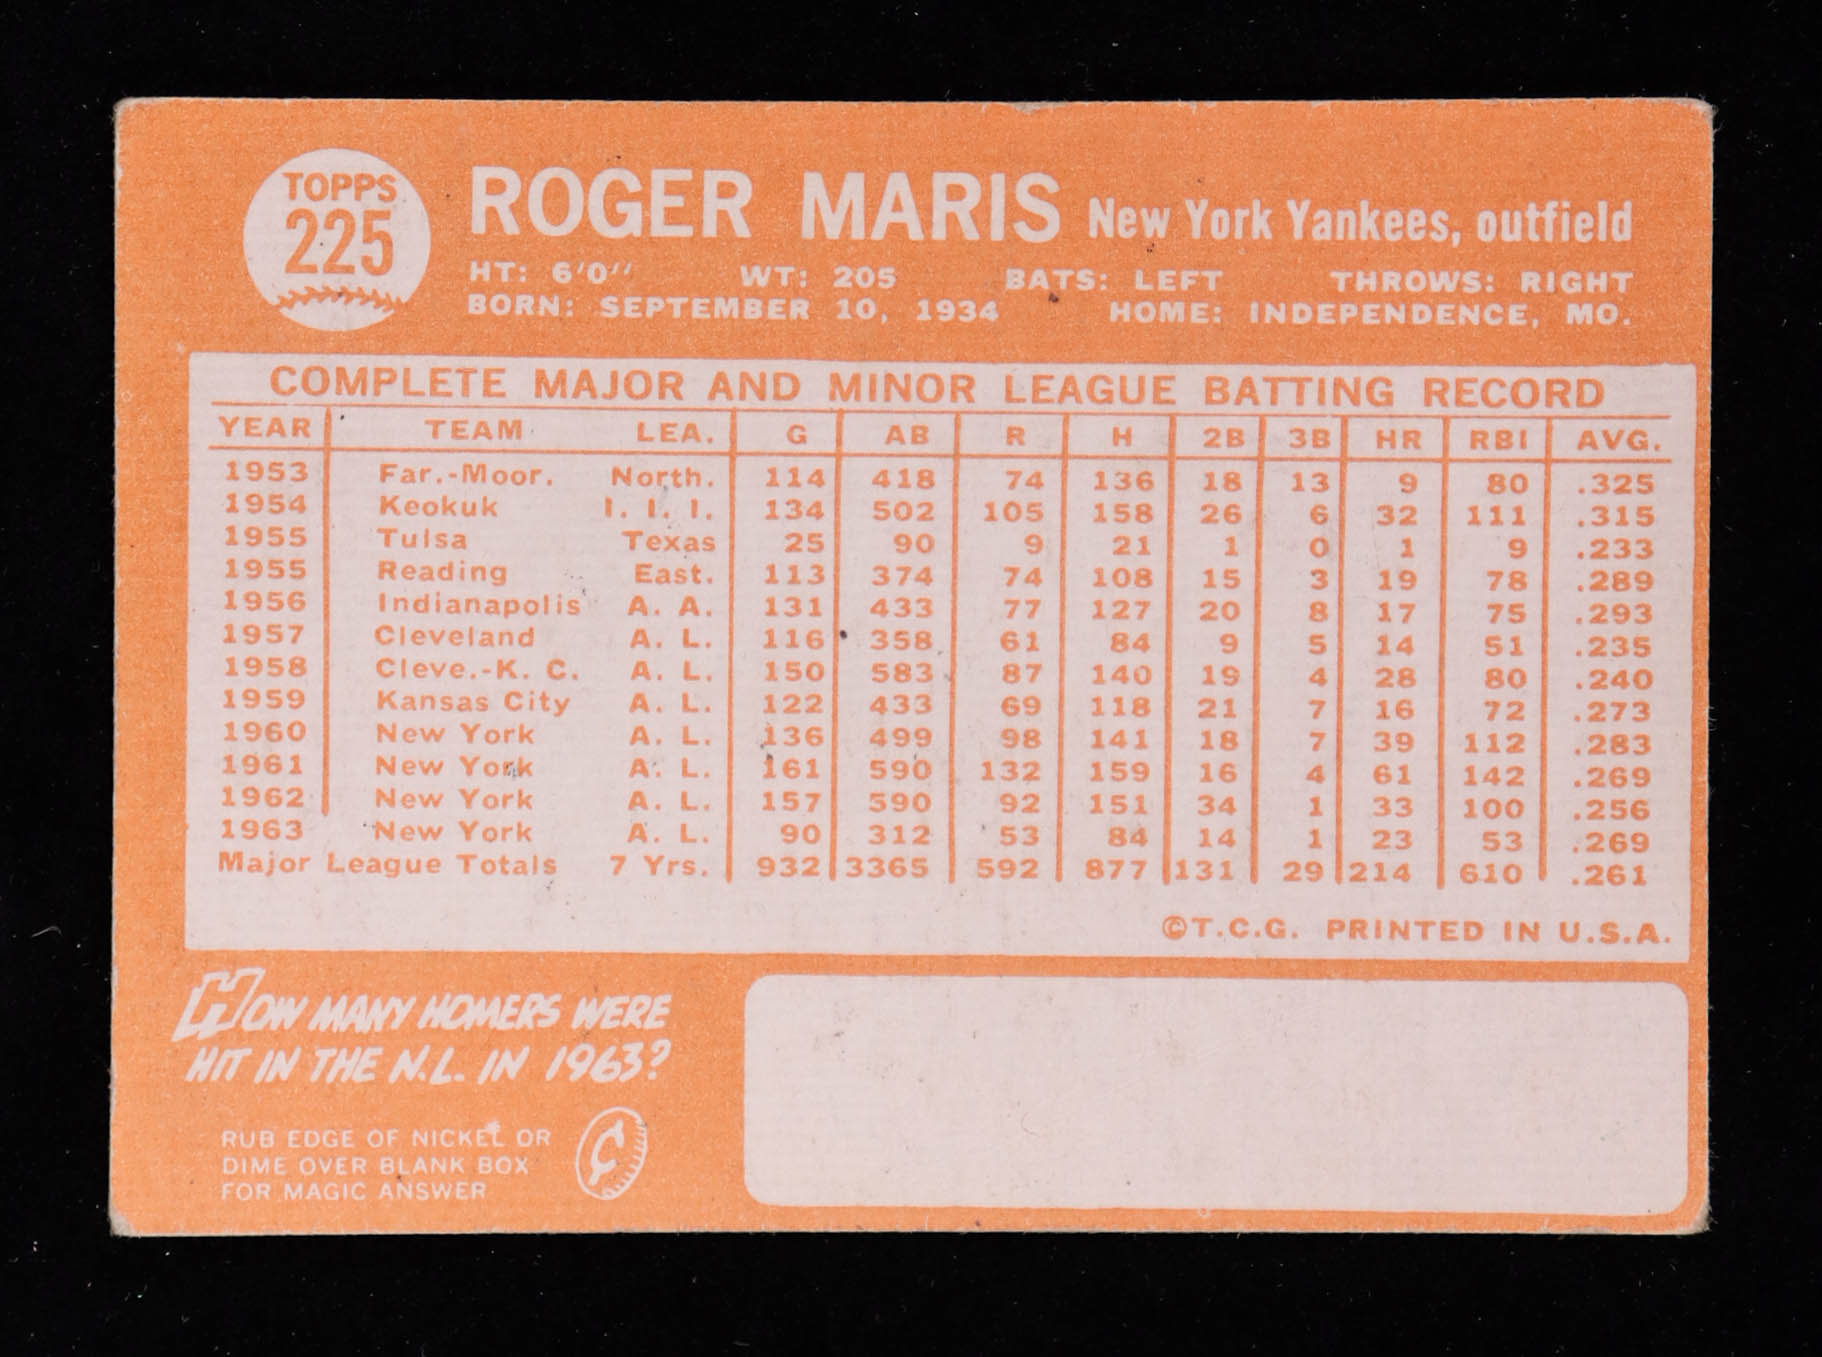 TOPPS
225
ROGER MARIS New York Yankees, outfield
HT: 6'0" WT: 205 BATS: LEFT THROWS: RIGHT
BORN: SEPTEMBER 10, 1934 HOME: INDEPENDENCE, MO.
COMPLETE MAJOR AND MINOR LEAGUE BATTING RECORD
YEAR TEAM LEA. G AB R H 2B 3B HR RBI AVG.
1953 Far.-Moor. North. 114 418 74 136 18 13 9 80 .325
1954 Keokuk I. I. I. 134 502 105 158 26 6 32 111 .315
1955 Tulsa Texas 25 90 9 21 1 0 1 9 .233
1955 Reading East. 113 374 74 108 15 3 19 78 .289
1956 Indianapolis A. A. 131 433 77 127 20 8 17 75 .293
1957 Cleveland A. L. 116 358 61 84 9 5 14 51 .235
1958 Cleve.-K. C. A. L. 150 583 87 140 19 4 28 80 .240
1959 Kansas City A. L. 122 433 69 118 21 7 16 72 .273
1960 New York A. L. 136 499 98 141 18 7 39 112 .283
1961 New York A. L. 161 590 132 159 16 4 61 142 .269
1962 New York A. L. 157 590 92 151 34 1 33 100 .256
1963 New York A. L. 90 312 53 84 14 1 23 53 .269
Major League Totals 7 Yrs. 932 3365 592 877 131 29 214 610 .261
©T.C.G. PRINTED IN U.S.A.
HOW MANY HOMERS WERE
HIT IN THE N.L. IN 1963?
RUB EDGE OF NICKEL OR
DIME OVER BLANK BOX
FOR MAGIC ANSWER